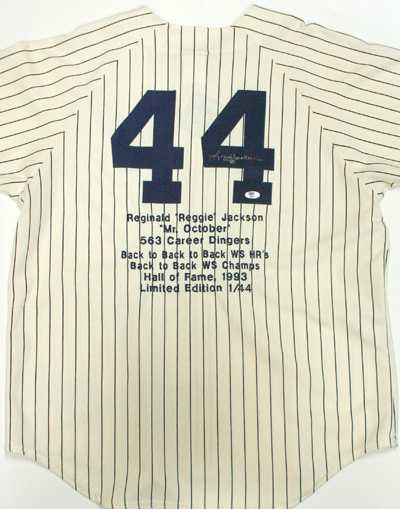 44
Reginald "Reggie" Jackson
"Mr. October"
563 Career Dingers
Back to Back to Back WS HR's
Back to Back WS Champs
Hall of Fame, 1993
Limited Edition 1/44